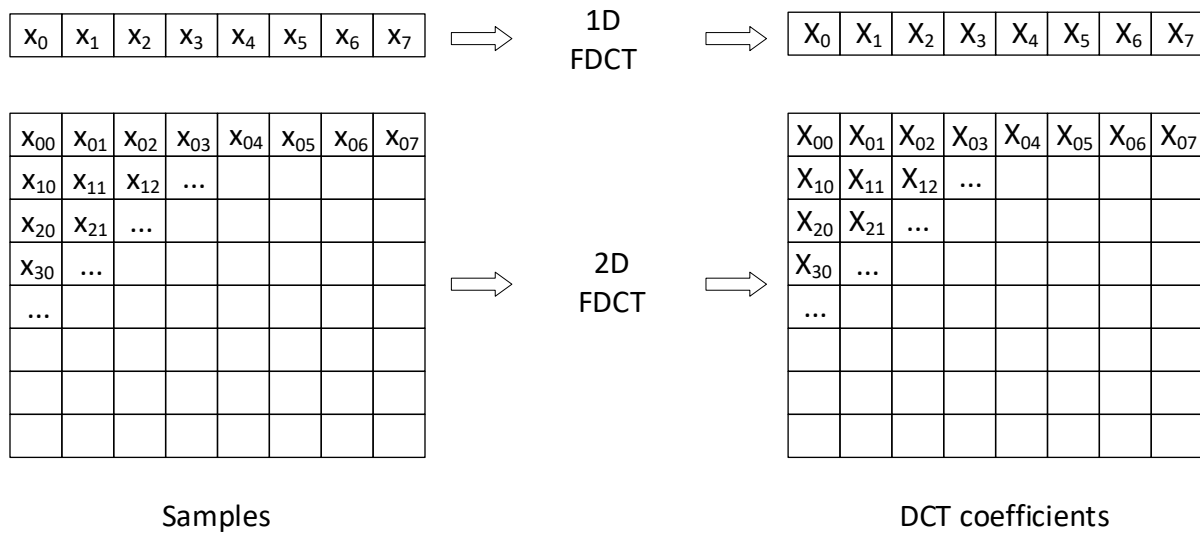 x₀ x₁ x₂ x₃ x₄ x₅ x₆ x₇
1D
FDCT
X₀ X₁ X₂ X₃ X₄ X₅ X₆ X₇
x₀₀ x₀₁ x₀₂ x₀₃ x₀₄ x₀₅ x₀₆ x₀₇
x₁₀ x₁₁ x₁₂ ...
x₂₀ x₂₁ ...
x₃₀ ...
...
2D
FDCT
X₀₀ X₀₁ X₀₂ X₀₃ X₀₄ X₀₅ X₀₆ X₀₇
X₁₀ X₁₁ X₁₂ ...
X₂₀ X₂₁ ...
X₃₀ ...
...
Samples
DCT coefficients